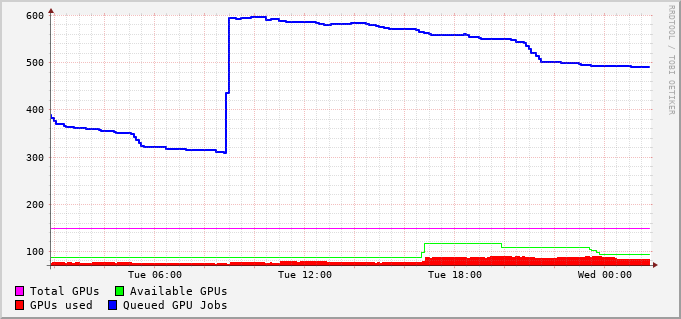 600
500
400
300
200
100
Tue 06:00 Tue 12:00 Tue 18:00 Wed 00:00
Total GPUs Available GPUs
GPUs used Queued GPU Jobs
RRDTOOL / TOBI OETIKER